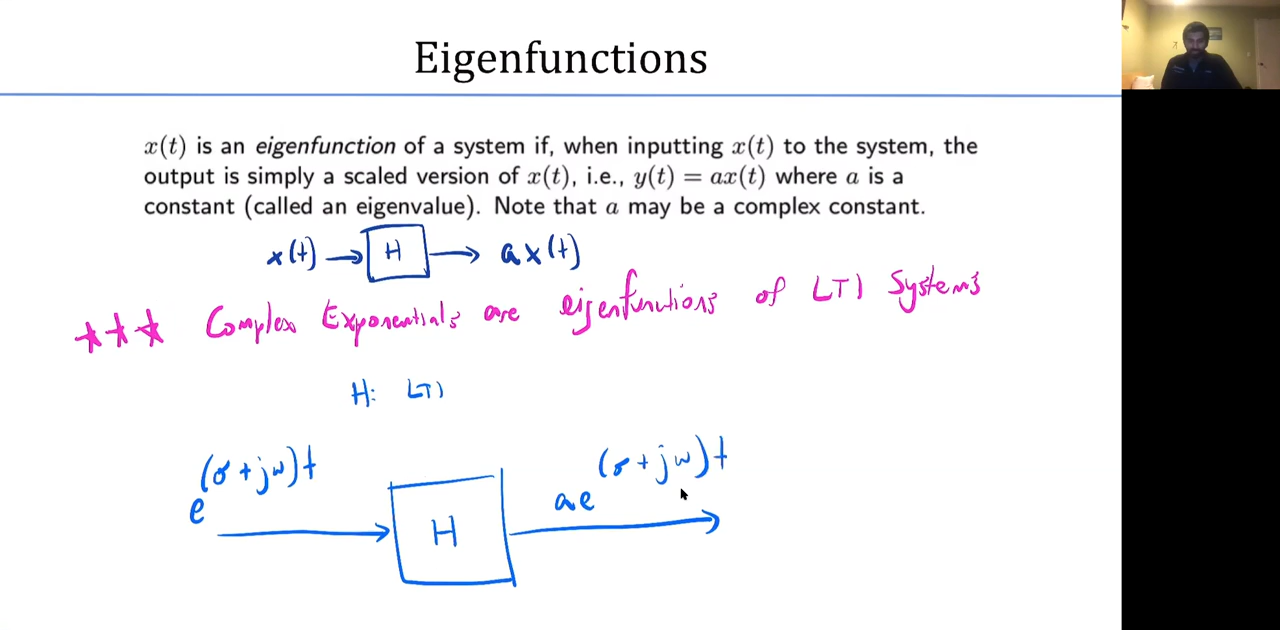 Eigenfunctions
x(t) is an eigenfunction of a system if, when inputting x(t) to the system, the
output is simply a scaled version of x(t), i.e., y(t) = ax(t) where a is a
constant (called an eigenvalue). Note that a may be a complex constant.
x(t) → H → ax(t)
*** Complex Exponentials are eigenfunctions of LTI Systems
H: LTI
e^(σ+jω)t → H → ae^(σ+jω)t